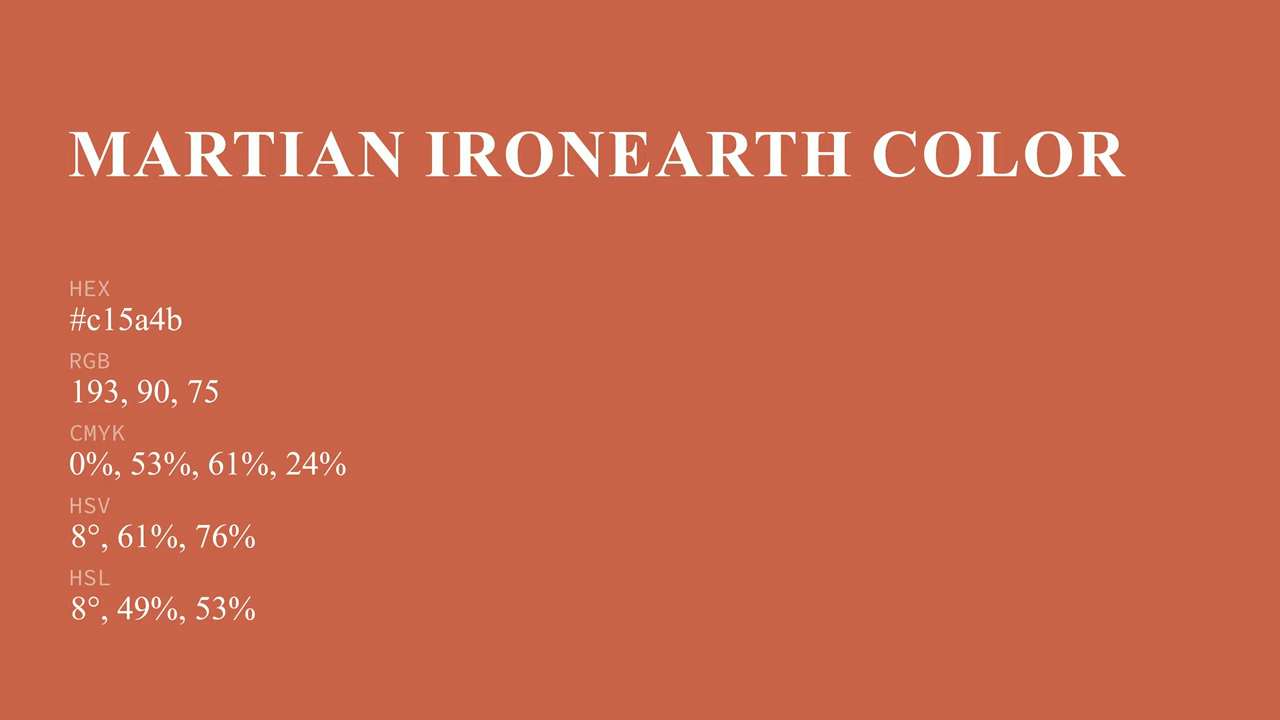 MARTIAN IRONEARTH COLOR
HEX
#c15a4b
RGB
193, 90, 75
CMYK
0%, 53%, 61%, 24%
HSV
8°, 61%, 76%
HSL
8°, 49%, 53%